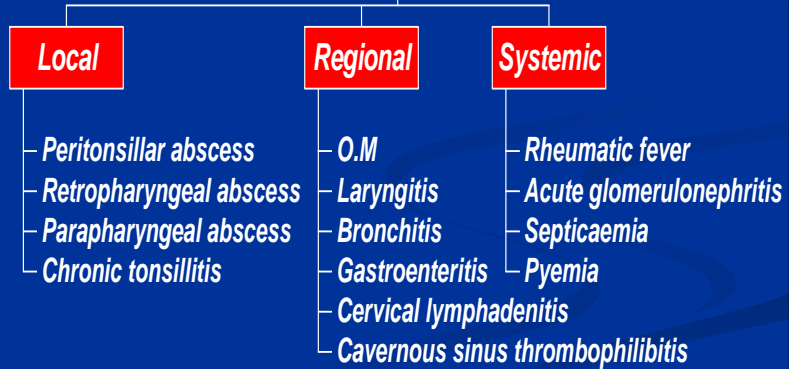 Local
Peritonsillar abscess
Retropharyngeal abscess
Parapharyngeal abscess
Chronic tonsillitis
Regional
O.M
Laryngitis
Bronchitis
Gastroenteritis
Cervical lymphadenitis
Cavernous sinus thrombophilibitis
Systemic
Rheumatic fever
Acute glomerulonephritis
Septicaemia
Pyemia